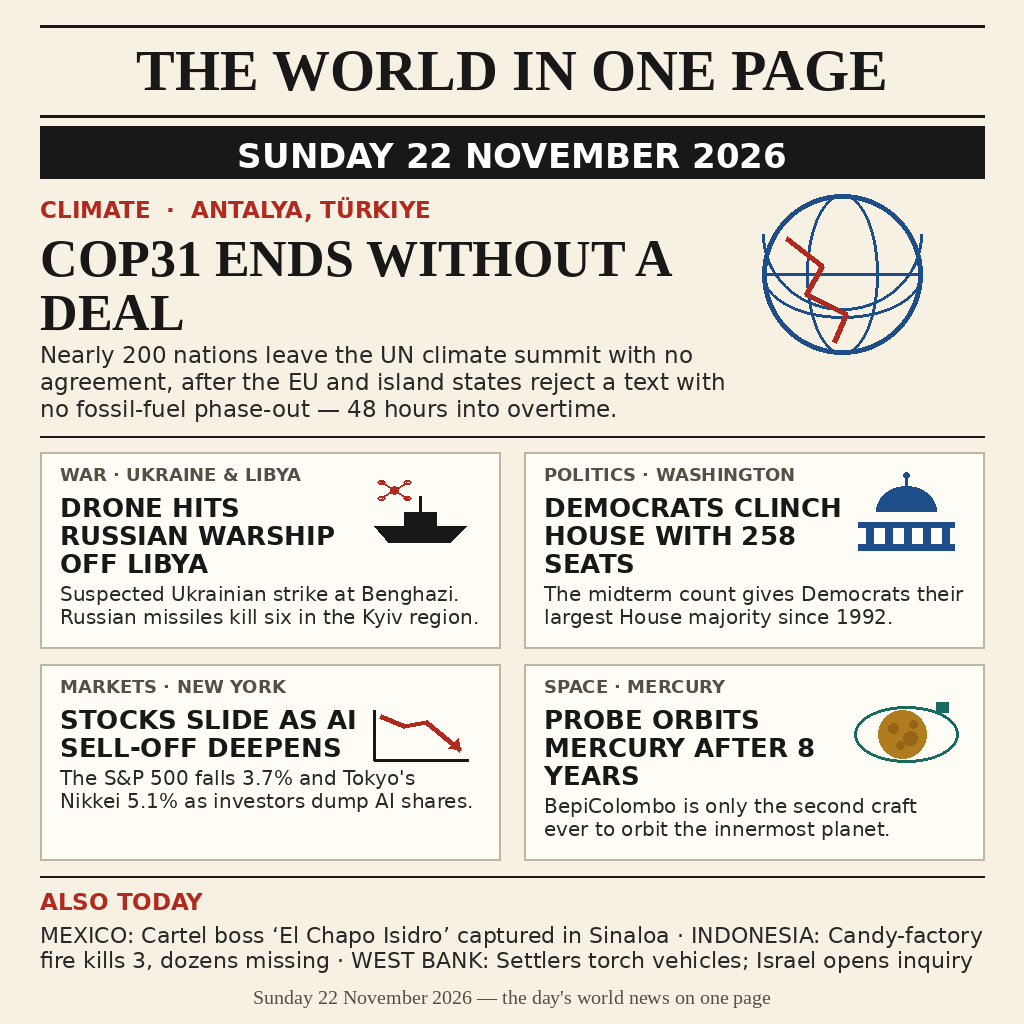 THE WORLD IN ONE PAGE
SUNDAY 22 NOVEMBER 2026
CLIMATE · ANTALYA, TÜRKIYE
COP31 ENDS WITHOUT A
DEAL
Nearly 200 nations leave the UN climate summit with no
agreement, after the EU and island states reject a text with
no fossil-fuel phase-out — 48 hours into overtime.
WAR · UKRAINE & LIBYA
DRONE HITS
RUSSIAN WARSHIP
OFF LIBYA
Suspected Ukrainian strike at Benghazi.
Russian missiles kill six in the Kyiv region.
POLITICS · WASHINGTON
DEMOCRATS CLINCH
HOUSE WITH 258
SEATS
The midterm count gives Democrats their
largest House majority since 1992.
MARKETS · NEW YORK
STOCKS SLIDE AS AI
SELL-OFF DEEPENS
The S&P 500 falls 3.7% and Tokyo's
Nikkei 5.1% as investors dump AI shares.
SPACE · MERCURY
PROBE ORBITS
MERCURY AFTER 8
YEARS
BepiColombo is only the second craft
ever to orbit the innermost planet.
ALSO TODAY
MEXICO: Cartel boss ‘El Chapo Isidro’ captured in Sinaloa · INDONESIA: Candy-factory
fire kills 3, dozens missing · WEST BANK: Settlers torch vehicles; Israel opens inquiry
Sunday 22 November 2026 — the day's world news on one page